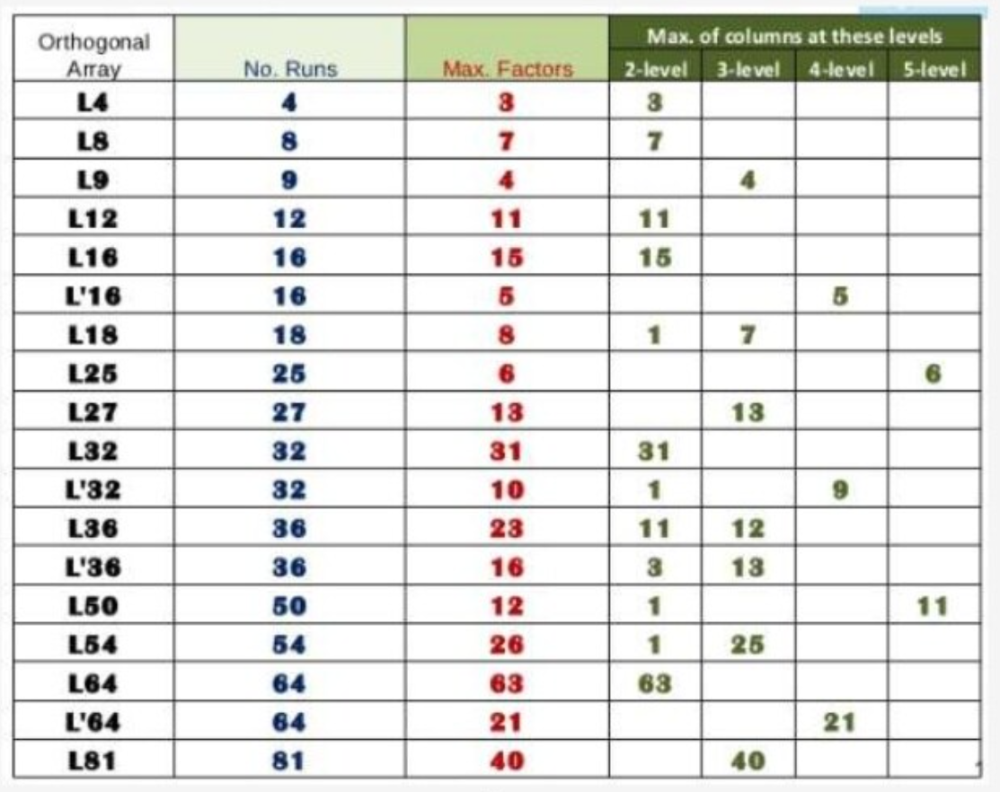 Orthogonal Array No. Runs Max. Factors Max. of columns at these levels
2-level 3-level 4-level 5-level
L4 4 3 3
L8 8 7 7
L9 9 4 4
L12 12 11 11
L16 16 15 15
L'16 16 5 5
L18 18 8 1 7
L25 25 6 6
L27 27 13 13
L32 32 31 31
L'32 32 10 1 9
L36 36 23 11 12
L'36 36 16 3 13
L50 50 12 1 11
L54 54 26 1 25
L64 64 63 63
L'64 64 21 21
L81 81 40 40